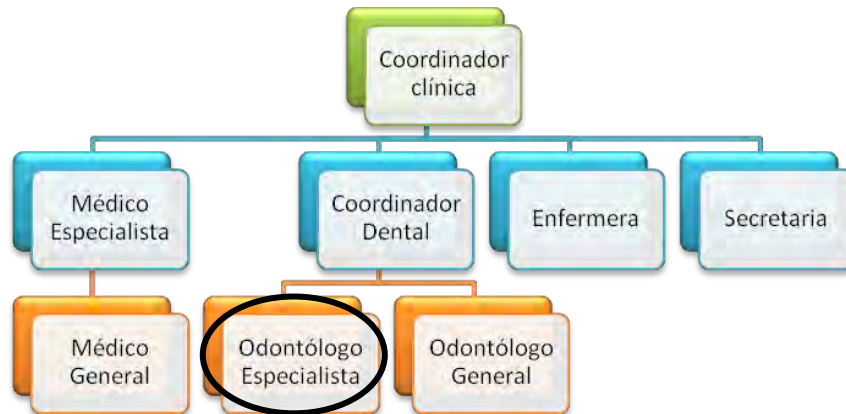 Coordinador
clínica
Médico
Especialista
Coordinador
Dental
Enfermera
Secretaria
Médico
General
Odontólogo
Especialista
Odontólogo
General